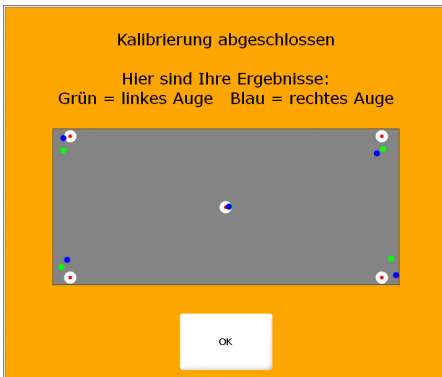 Kalibrierung abgeschlossen
Hier sind Ihre Ergebnisse:
Grün = linkes Auge   Blau = rechtes Auge
OK